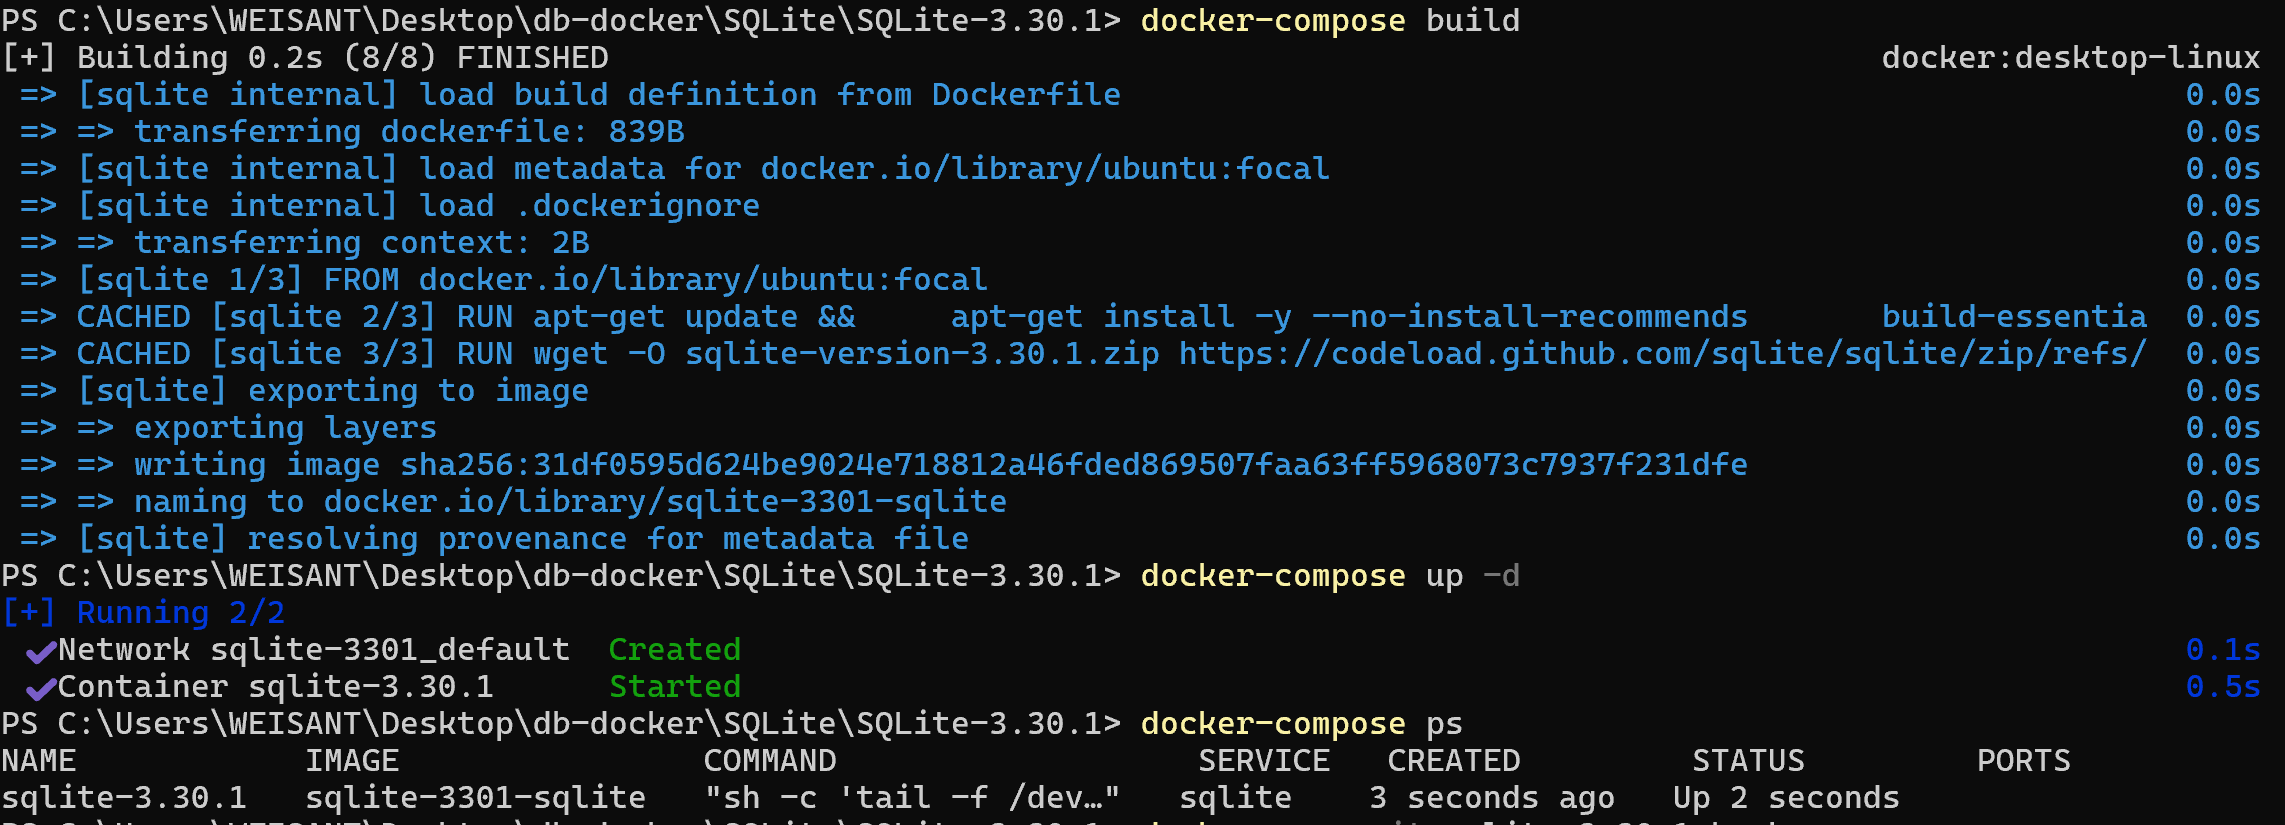 PS C:\Users\WEISANT\Desktop\db-docker\SQLite\SQLite-3.30.1> docker-compose build
[+] Building 0.2s (8/8) FINISHED docker:desktop-linux
=> [sqlite internal] load build definition from Dockerfile 0.0s
=> => transferring dockerfile: 839B 0.0s
=> [sqlite internal] load metadata for docker.io/library/ubuntu:focal 0.0s
=> [sqlite internal] load .dockerignore 0.0s
=> => transferring context: 2B 0.0s
=> [sqlite 1/3] FROM docker.io/library/ubuntu:focal 0.0s
=> CACHED [sqlite 2/3] RUN apt-get update && apt-get install -y --no-install-recommends build-essentia 0.0s
=> CACHED [sqlite 3/3] RUN wget -O sqlite-version-3.30.1.zip https://codeload.github.com/sqlite/sqlite/zip/refs/ 0.0s
=> [sqlite] exporting to image 0.0s
=> => exporting layers 0.0s
=> => writing image sha256:31df0595d624be9024e718812a46fded869507faa63ff5968073c7937f231dfe 0.0s
=> => naming to docker.io/library/sqlite-3301-sqlite 0.0s
=> [sqlite] resolving provenance for metadata file 0.0s
PS C:\Users\WEISANT\Desktop\db-docker\SQLite\SQLite-3.30.1> docker-compose up -d
[+] Running 2/2
✔Network sqlite-3301_default Created 0.1s
✔Container sqlite-3.30.1 Started 0.5s
PS C:\Users\WEISANT\Desktop\db-docker\SQLite\SQLite-3.30.1> docker-compose ps
NAME IMAGE COMMAND SERVICE CREATED STATUS PORTS
sqlite-3.30.1 sqlite-3301-sqlite "sh -c 'tail -f /dev…" sqlite 3 seconds ago Up 2 seconds